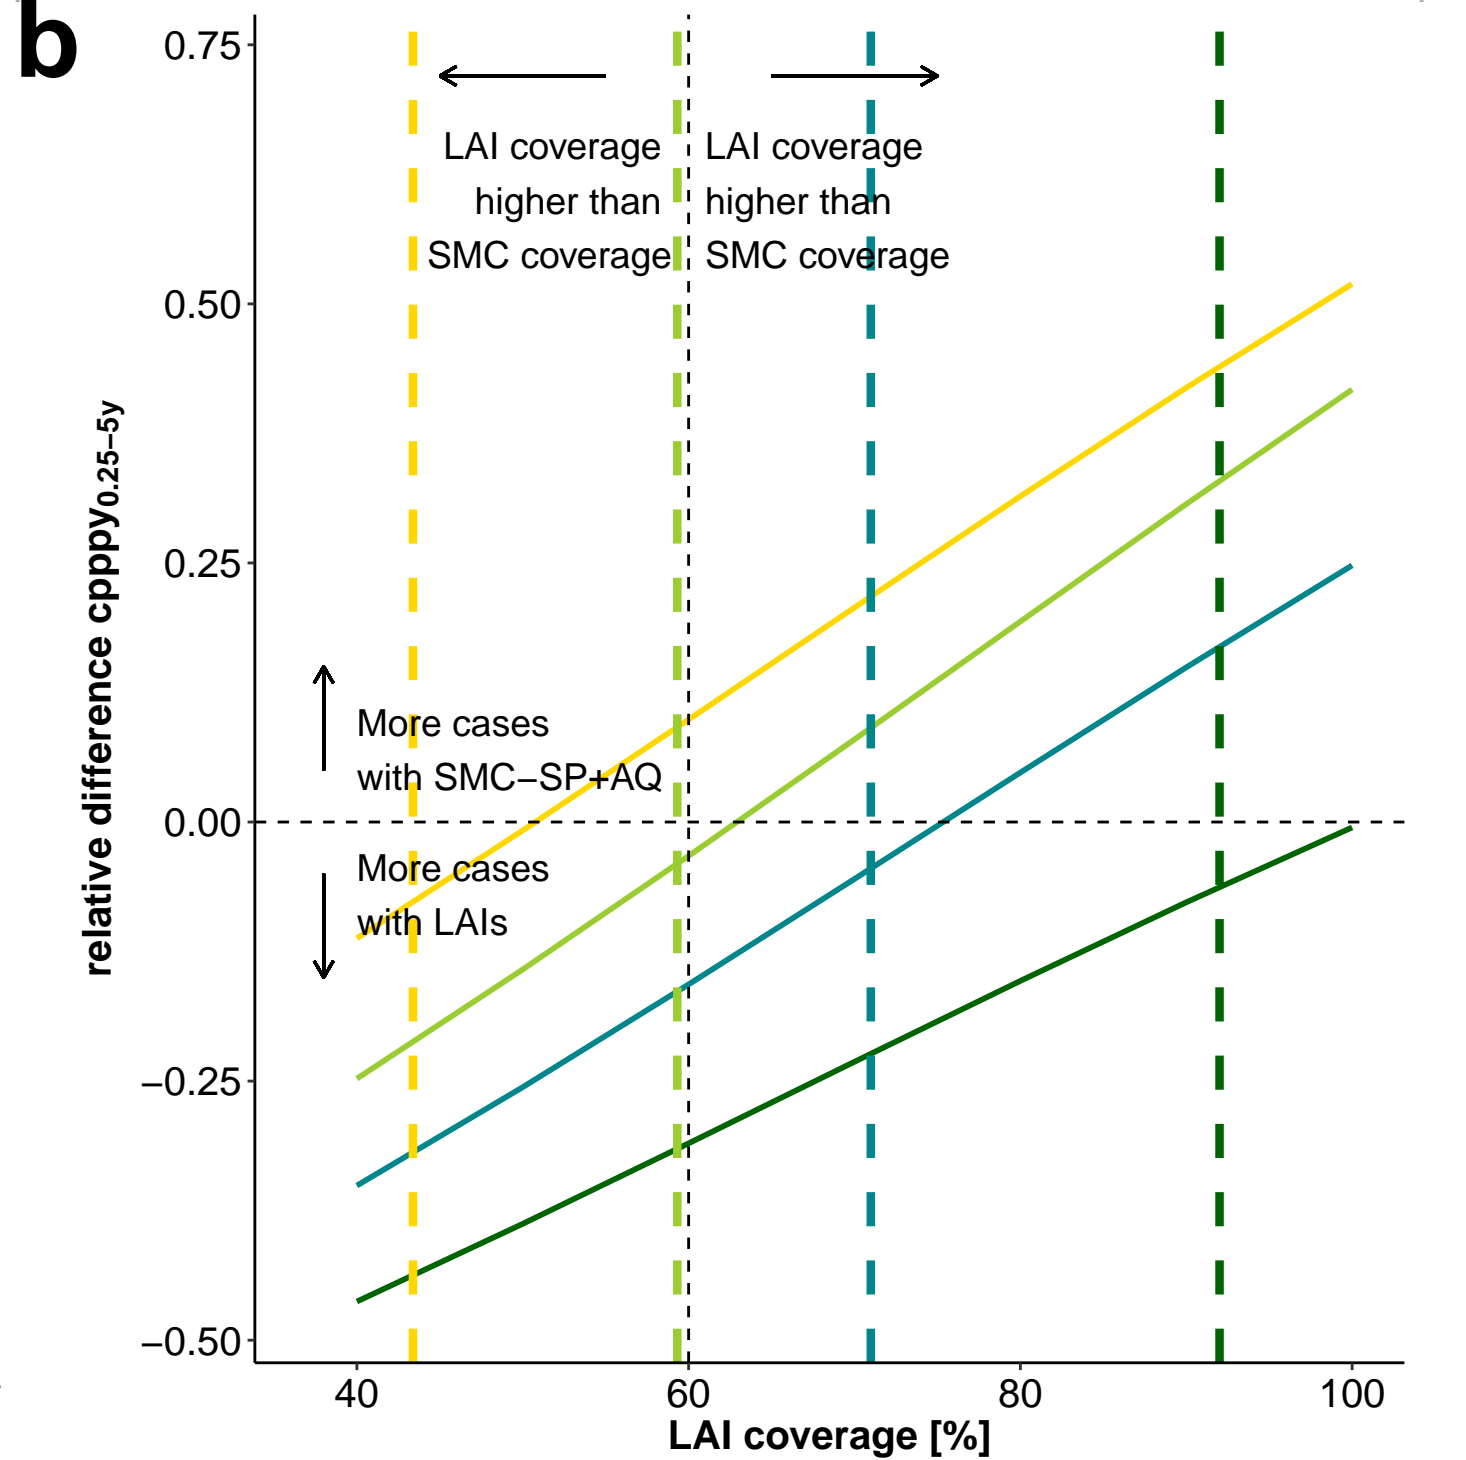 b
0.75
0.50
0.25
0.00
−0.25
−0.50
relative difference cpppy0.25−5y
LAI coverage
higher than
SMC coverage
LAI coverage
higher than
SMC coverage
More cases
with SMC−SP+AQ
More cases
with LAIs
40 60 80 100
LAI coverage [%]